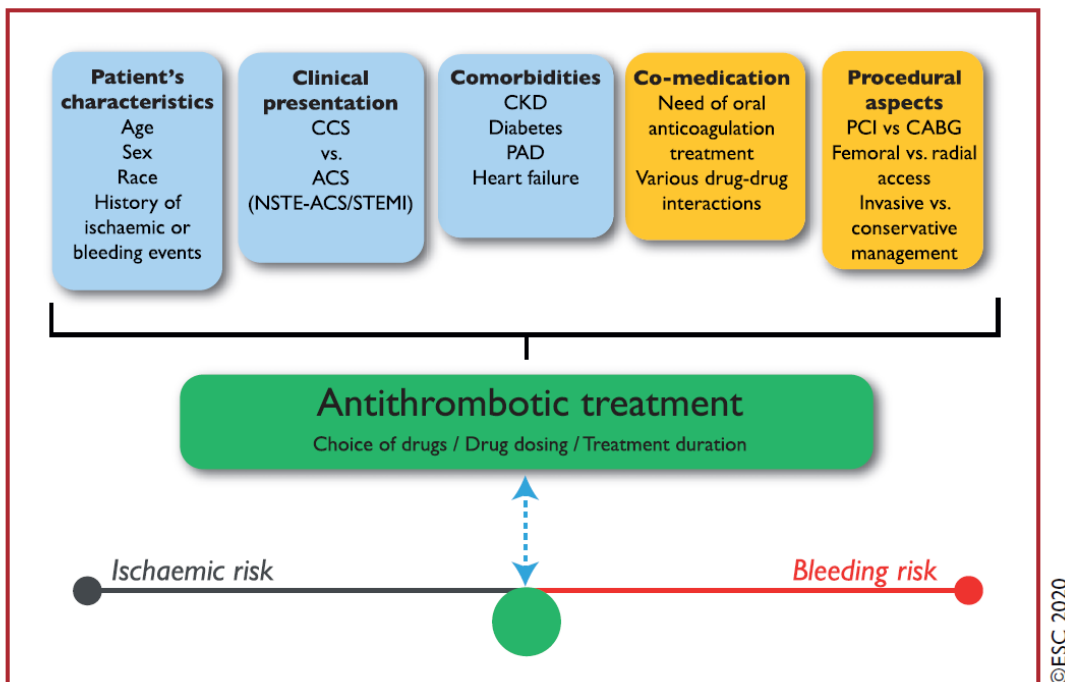 Patient's
characteristics
Age
Sex
Race
History of
ischaemic or
bleeding events
Clinical
presentation
CCS
vs.
ACS
(NSTE-ACS/STEMI)
Comorbidities
CKD
Diabetes
PAD
Heart failure
Co-medication
Need of oral
anticoagulation
treatment
Various drug-drug
interactions
Procedural
aspects
PCI vs CABG
Femoral vs. radial
access
Invasive vs.
conservative
management
Antithrombotic treatment
Choice of drugs / Drug dosing / Treatment duration
Ischaemic risk
Bleeding risk
©ESC 2020